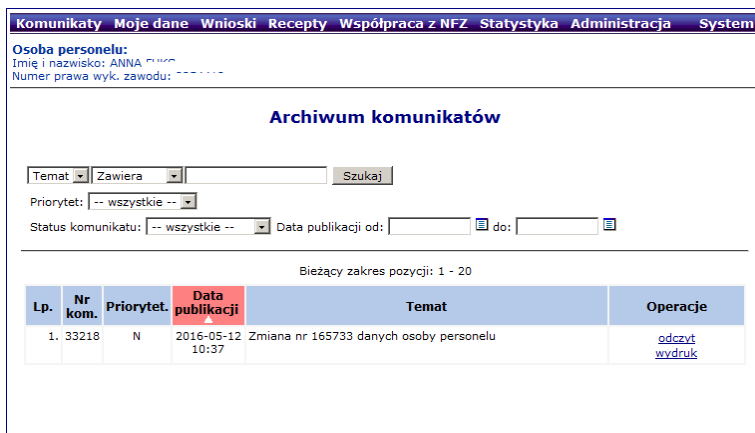 Komunikaty Moje dane Wnioski Recepty Współpraca z NFZ Statystyka Administracja System
Osoba personelu:
Imię i nazwisko: ANNA
Numer prawa wyk. zawodu:
Archiwum komunikatów
Temat Zawiera Szukaj
Priorytet: -- wszystkie --
Status komunikatu: -- wszystkie -- Data publikacji od: do:
Bieżący zakres pozycji: 1 - 20
Lp. Nr kom. Priorytet. Data publikacji Temat Operacje
1. 33218 N 2016-05-12 Zmiana nr 165733 danych osoby personelu odczyt
10:37 wydruk